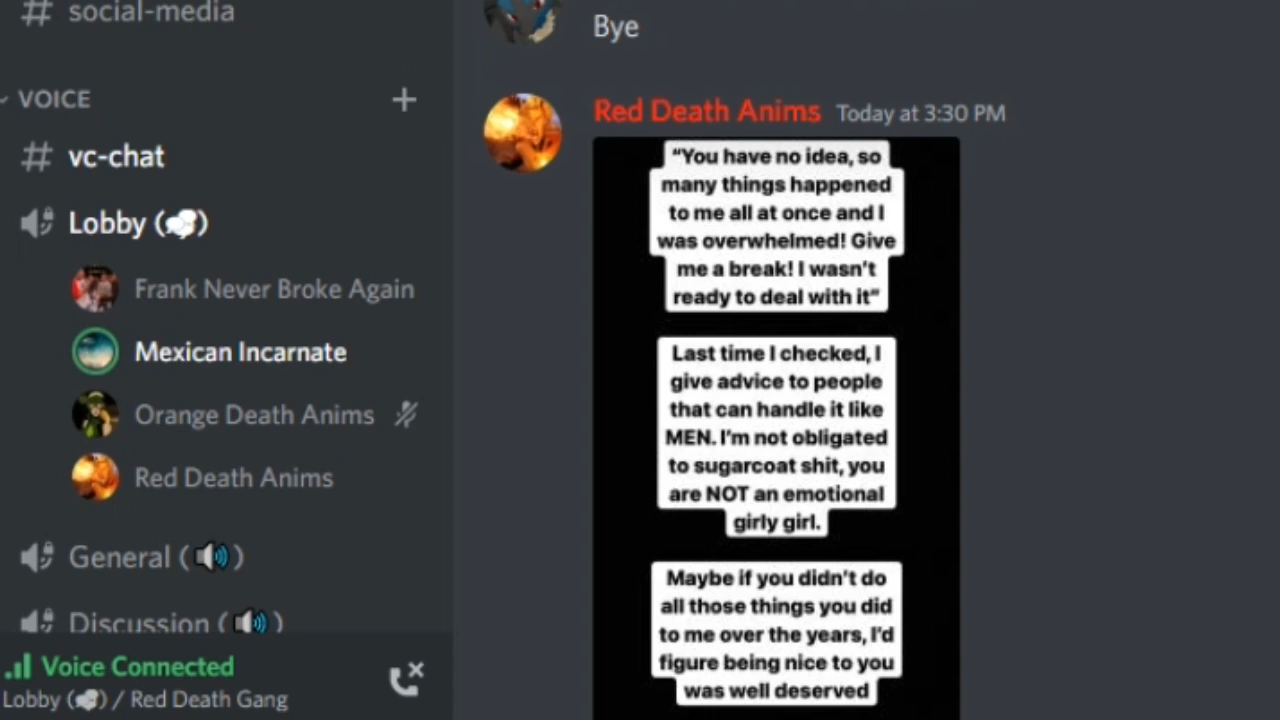 # social-media
VOICE
# vc-chat
Lobby (💭)
Frank Never Broke Again
Mexican Incarnate
Orange Death Anims
Red Death Anims
General (🔊)
Discussion (🔊)
Voice Connected
Lobby (💭) / Red Death Gang
Bye
Red Death Anims Today at 3:30 PM
“You have no idea, so
many things happened
to me all at once and I
was overwhelmed! Give
me a break! I wasn’t
ready to deal with it”
Last time I checked, I
give advice to people
that can handle it like
MEN. I’m not obligated
to sugarcoat shit, you
are NOT an emotional
girly girl.
Maybe if you didn’t do
all those things you did
to me over the years, I’d
figure being nice to you
was well deserved